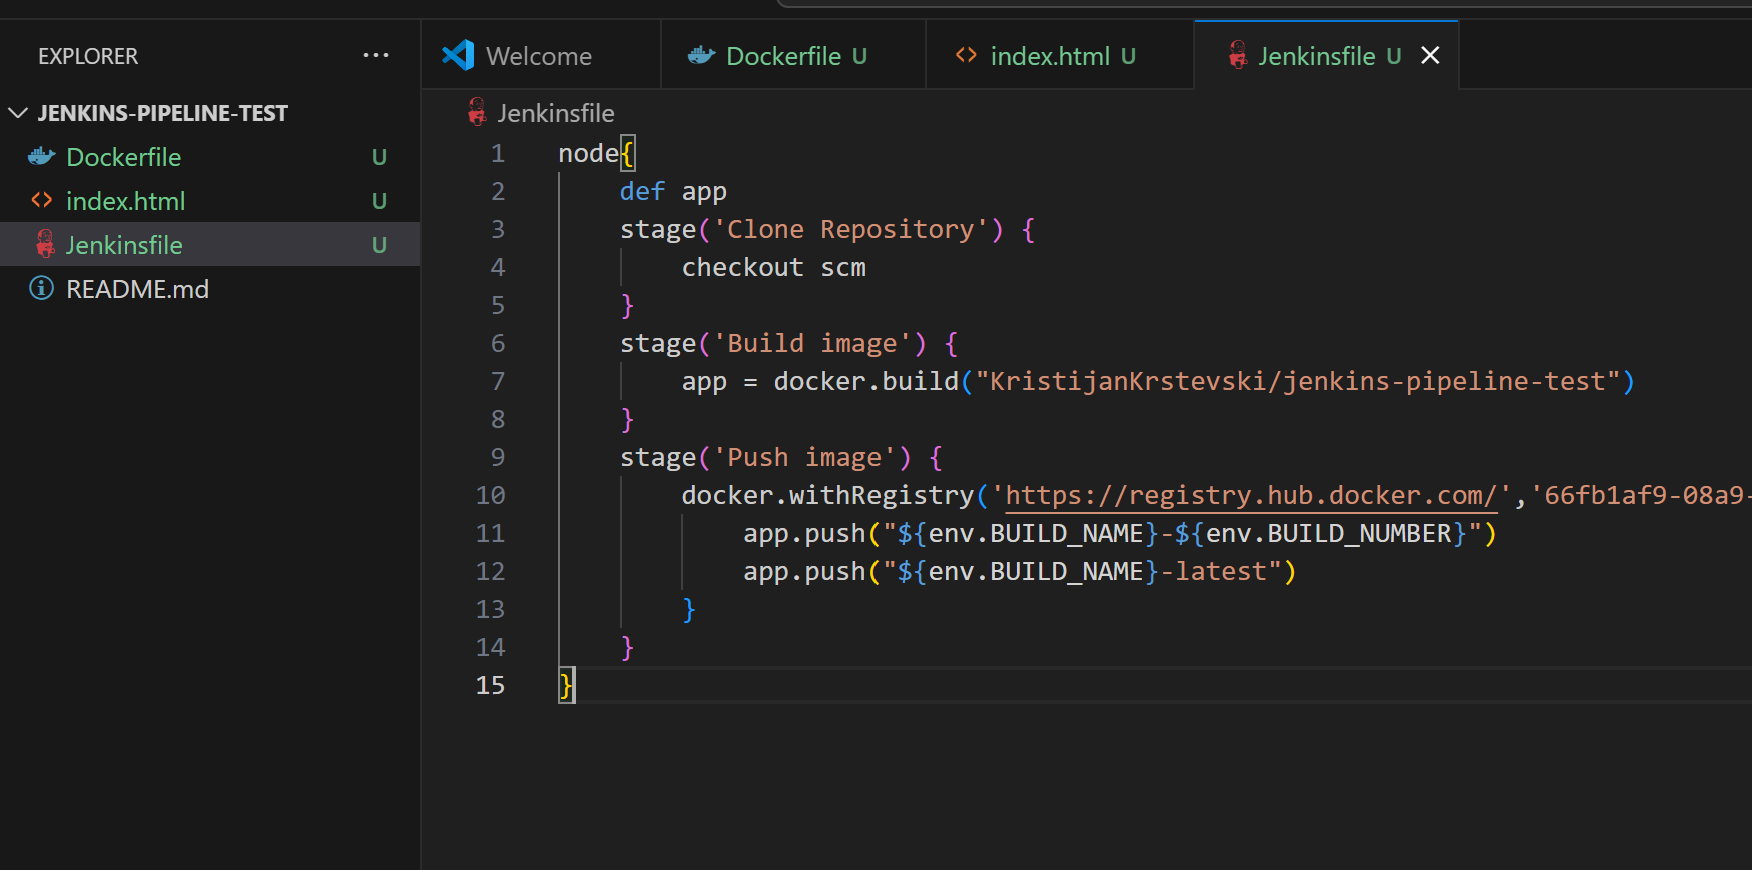 EXPLORER ...
JENKINS-PIPELINE-TEST
Dockerfile U
index.html U
Jenkinsfile U
README.md
Welcome
Dockerfile U
index.html U
Jenkinsfile U
Jenkinsfile
1 node{
2 def app
3 stage('Clone Repository') {
4 checkout scm
5 }
6 stage('Build image') {
7 app = docker.build("KristijanKrstevski/jenkins-pipeline-test")
8 }
9 stage('Push image') {
10 docker.withRegistry('https://registry.hub.docker.com/','66fb1af9-08a9-
11 app.push("${env.BUILD_NAME}-${env.BUILD_NUMBER}")
12 app.push("${env.BUILD_NAME}-latest")
13 }
14 }
15 }